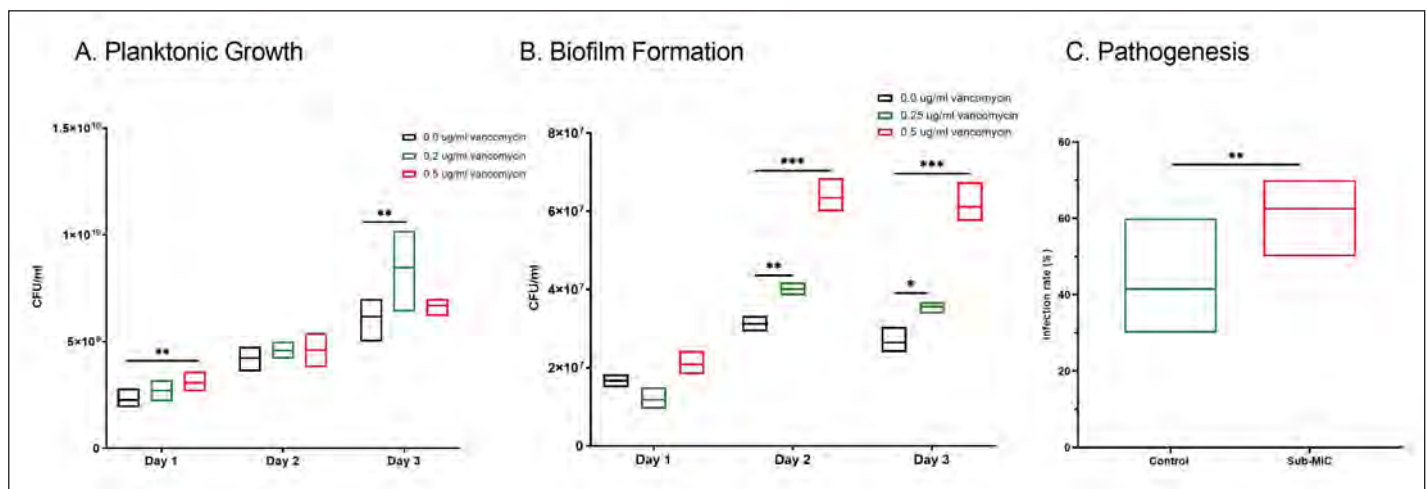 A. Planktonic Growth
1.5×10¹⁰
1×10¹⁰
5×10⁹
0
CFU/ml
0.0 ug/ml vancomycin
0.2 ug/ml vancomycin
0.5 ug/ml vancomycin
**
**
Day 1
Day 2
Day 3
B. Biofilm Formation
8×10⁷
6×10⁷
4×10⁷
2×10⁷
0
CFU/ml
0.0 ug/ml vancomycin
0.25 ug/ml vancomycin
0.5 ug/ml vancomycin
***
**
***
*
Day 1
Day 2
Day 3
C. Pathogenesis
80
60
40
20
0
Infection rate (%)
**
Control
Sub-MIC